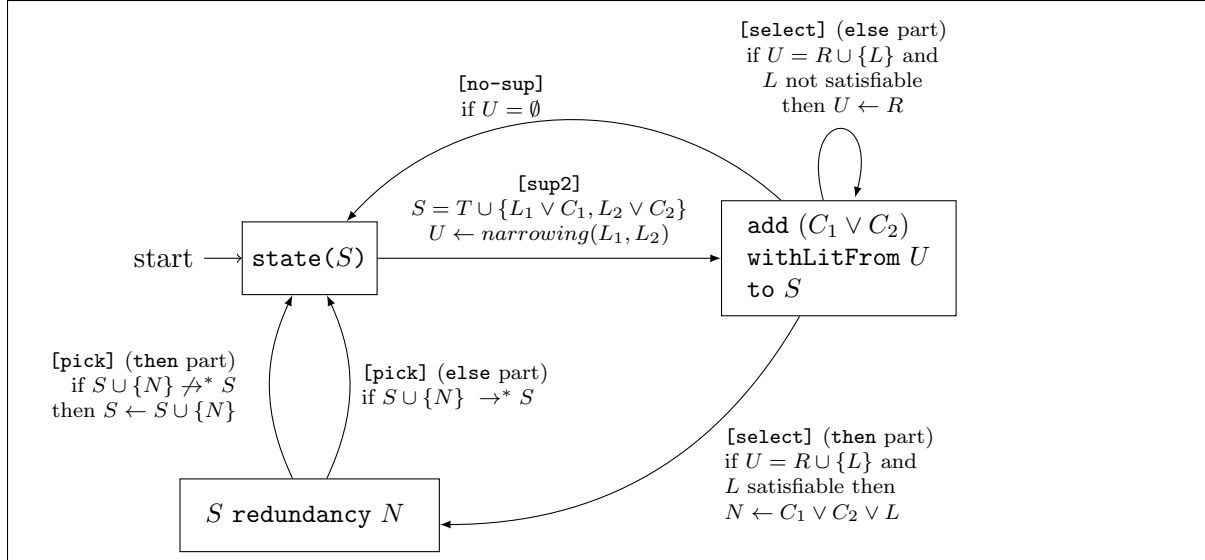 [select] (else part)
if U = R ∪ {L} and
L not satisfiable
then U ← R
[no-sup]
if U = ∅
[sup2]
S = T ∪ {L₁ ∨ C₁, L₂ ∨ C₂}
U ← narrowing(L₁, L₂)
start
state(S)
add (C₁ ∨ C₂)
withLitFrom U
to S
[pick] (then part)
if S ∪ {N} ↛* S
then S ← S ∪ {N}
[pick] (else part)
if S ∪ {N} →* S
[select] (then part)
if U = R ∪ {L} and
L satisfiable then
N ← C₁ ∨ C₂ ∨ L
S redundancy N